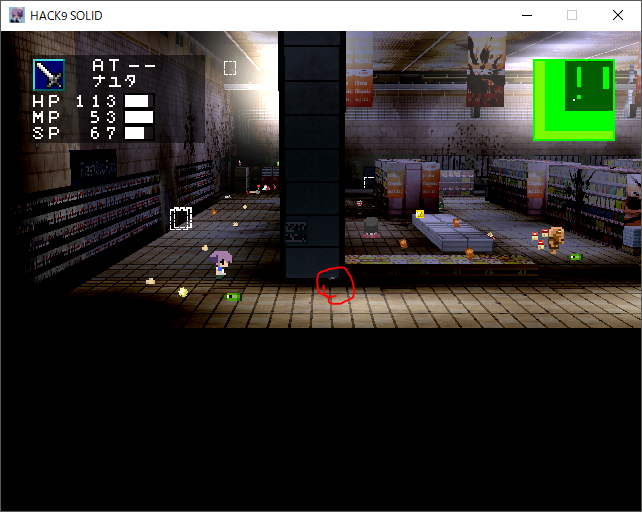 HACK9 SOLID
AT--
ナユタ
HP 113
MP 53
SP 67